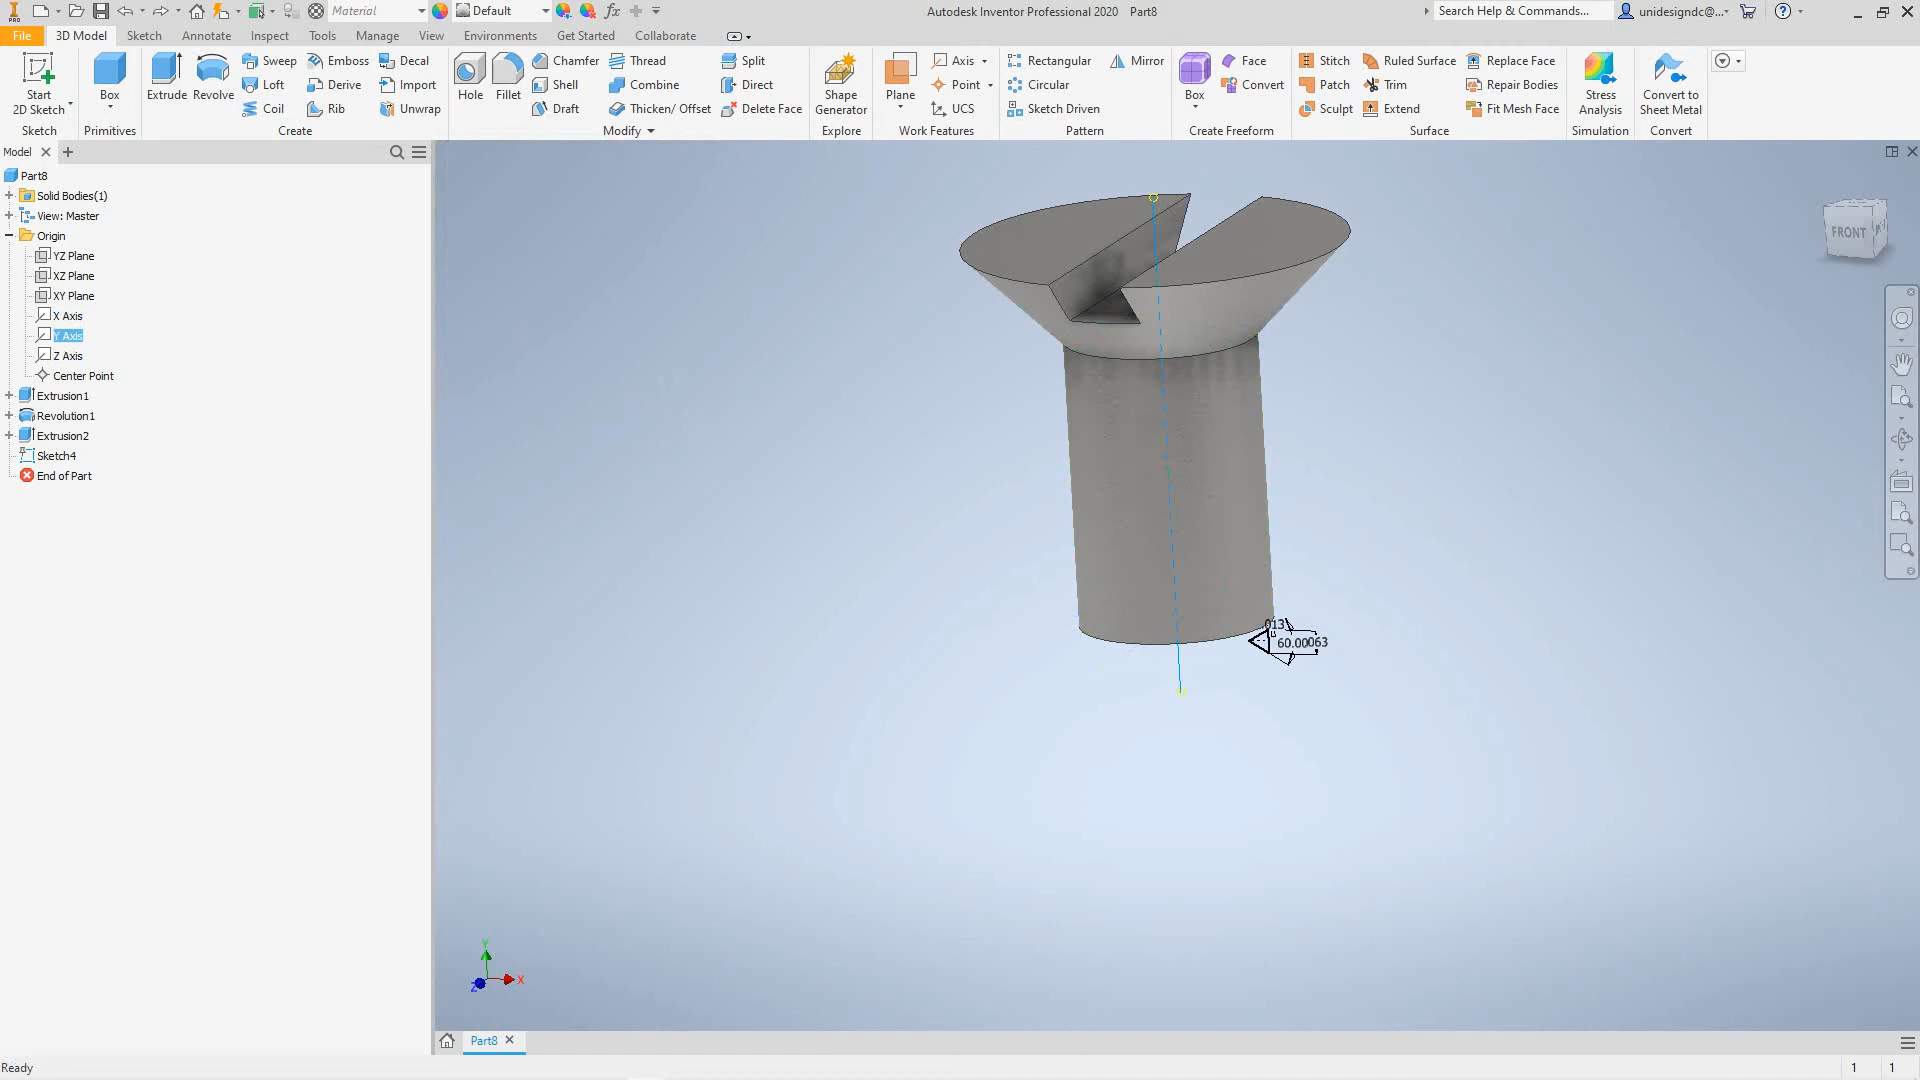 PRO
Material
Default
fx
Autodesk Inventor Professional 2020 Part8
Search Help & Commands...
unidesigndc@...
File
3D Model
Sketch
Annotate
Inspect
Tools
Manage
View
Environments
Get Started
Collaborate
Start
2D Sketch
Sketch
Box
Primitives
Extrude
Revolve
Sweep
Loft
Coil
Emboss
Derive
Rib
Decal
Import
Unwrap
Create
Hole
Fillet
Chamfer
Shell
Draft
Thread
Combine
Thicken/ Offset
Split
Direct
Delete Face
Modify
Shape
Generator
Explore
Plane
Axis
Point
UCS
Work Features
Rectangular
Circular
Sketch Driven
Mirror
Pattern
Box
Face
Convert
Create Freeform
Stitch
Patch
Sculpt
Ruled Surface
Trim
Extend
Replace Face
Repair Bodies
Fit Mesh Face
Surface
Stress
Analysis
Simulation
Convert to
Sheet Metal
Convert
Model
Part8
Solid Bodies(1)
View: Master
Origin
YZ Plane
XZ Plane
XY Plane
X Axis
Y Axis
Z Axis
Center Point
Extrusion1
Revolution1
Extrusion2
Sketch4
End of Part
FRONT
.013
60.00
.063
Y
X
Z
Part8
Ready
1
1